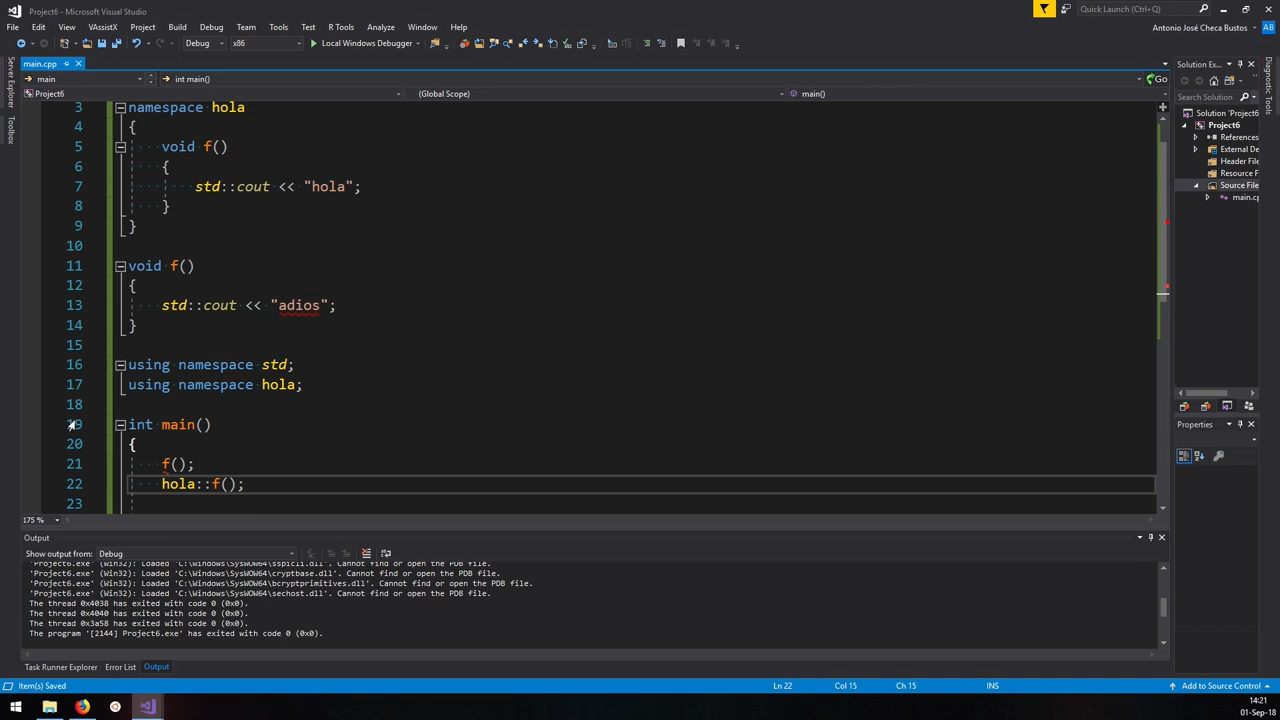 Project6 - Microsoft Visual Studio
Quick Launch (Ctrl+Q)
File Edit View VAssistX Project Build Debug Team Tools Test R Tools Analyze Window Help
Antonio José Checa Bustos AB
Debug x86 Local Windows Debugger
main.cpp
Solution Ex...
main int main() Go
Project6 (Global Scope) main()
Search Solution
3 namespace hola
4 {
5 void f()
6 {
7 std::cout << "hola";
8 }
9 }
10
11 void f()
12 {
13 std::cout << "adios";
14 }
15
16 using namespace std;
17 using namespace hola;
18
19 int main()
20 {
21 f();
22 hola::f();
23
Solution 'Project6
Project6
References
External De
Header File
Resource F
Source File
main.cp
Properties
Server Explorer
Toolbox
Diagnostic Tools
175 %
Output
Show output from: Debug
'Project6.exe' (Win32): Loaded 'C:\Windows\SysWOW64\sspicli.dll'. Cannot find or open the PDB file.
'Project6.exe' (Win32): Loaded 'C:\Windows\SysWOW64\cryptbase.dll'. Cannot find or open the PDB file.
'Project6.exe' (Win32): Loaded 'C:\Windows\SysWOW64\bcryptprimitives.dll'. Cannot find or open the PDB file.
'Project6.exe' (Win32): Loaded 'C:\Windows\SysWOW64\sechost.dll'. Cannot find or open the PDB file.
The thread 0x4038 has exited with code 0 (0x0).
The thread 0x4040 has exited with code 0 (0x0).
The thread 0x3a58 has exited with code 0 (0x0).
The program '[2144] Project6.exe' has exited with code 0 (0x0).
Task Runner Explorer Error List Output
Item(s) Saved Ln 22 Col 15 Ch 15 INS Add to Source Control
14:21
01-Sep-18